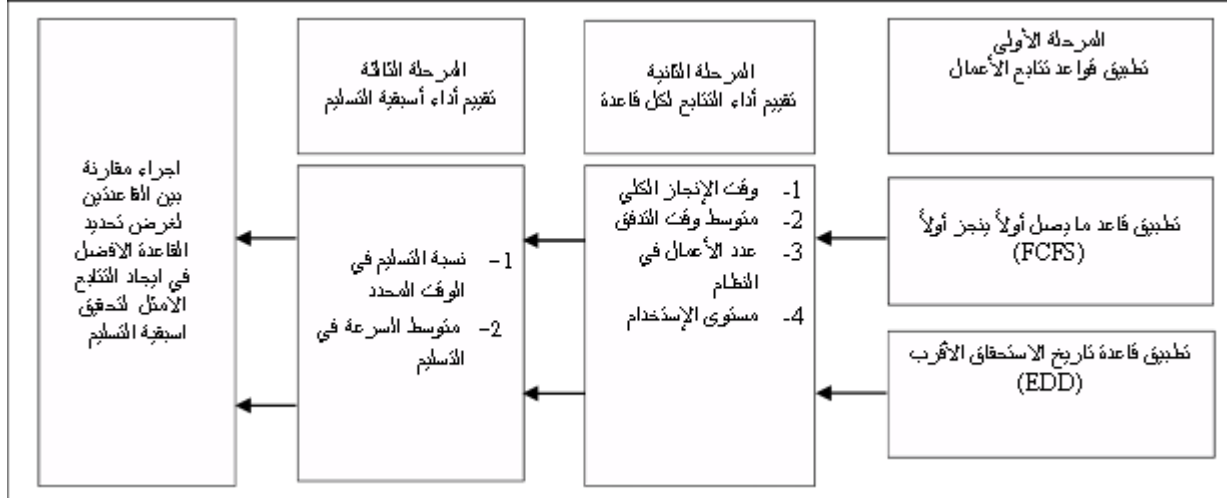 المرحلة الأولى
تطبيق قواعد تتابع الأعمال
تطبيق قاعد ما يصل أولاً ينجز أولاً
(FCFS)
تطبيق قاعدة تاريخ الاستحقاق الاقرب
(EDD)
المرحلة الثانية
تقييم أداء التتابع لكل قاعدة
1- وقت الإنجاز الكلي
2- متوسط وقت التدفق
3- عدد الأعمال في
النظام
4- مستوى الإستخدام
المرحلة الثالثة
تقييم أداء أسبقية التسليم
1- نسبة التسليم في
الوقت المحدد
2- متوسط السرعة في
التسليم
اجراء مقارنة
بين القاعدتين
لغرض تحديد
القاعدة الافضل
في ايجاد التتابع
الامثل لتحقيق
اسبقية التسليم